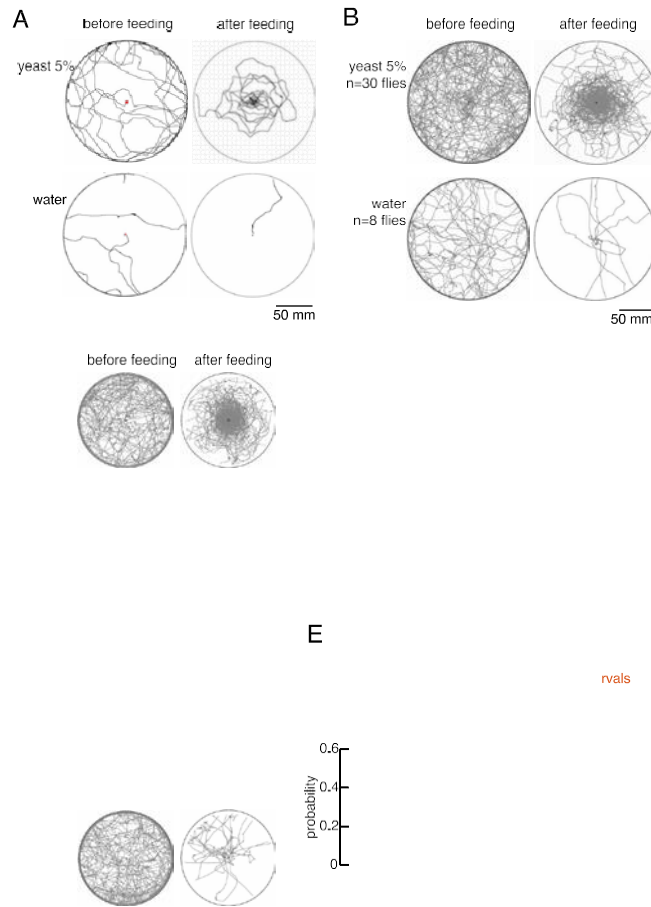 A
before feeding
after feeding
yeast 5%
water
50 mm
B
before feeding
after feeding
yeast 5%
n=30 flies
water
n=8 flies
50 mm
before feeding
after feeding
E
rvals
probability
0.6
0.4
0.2
0